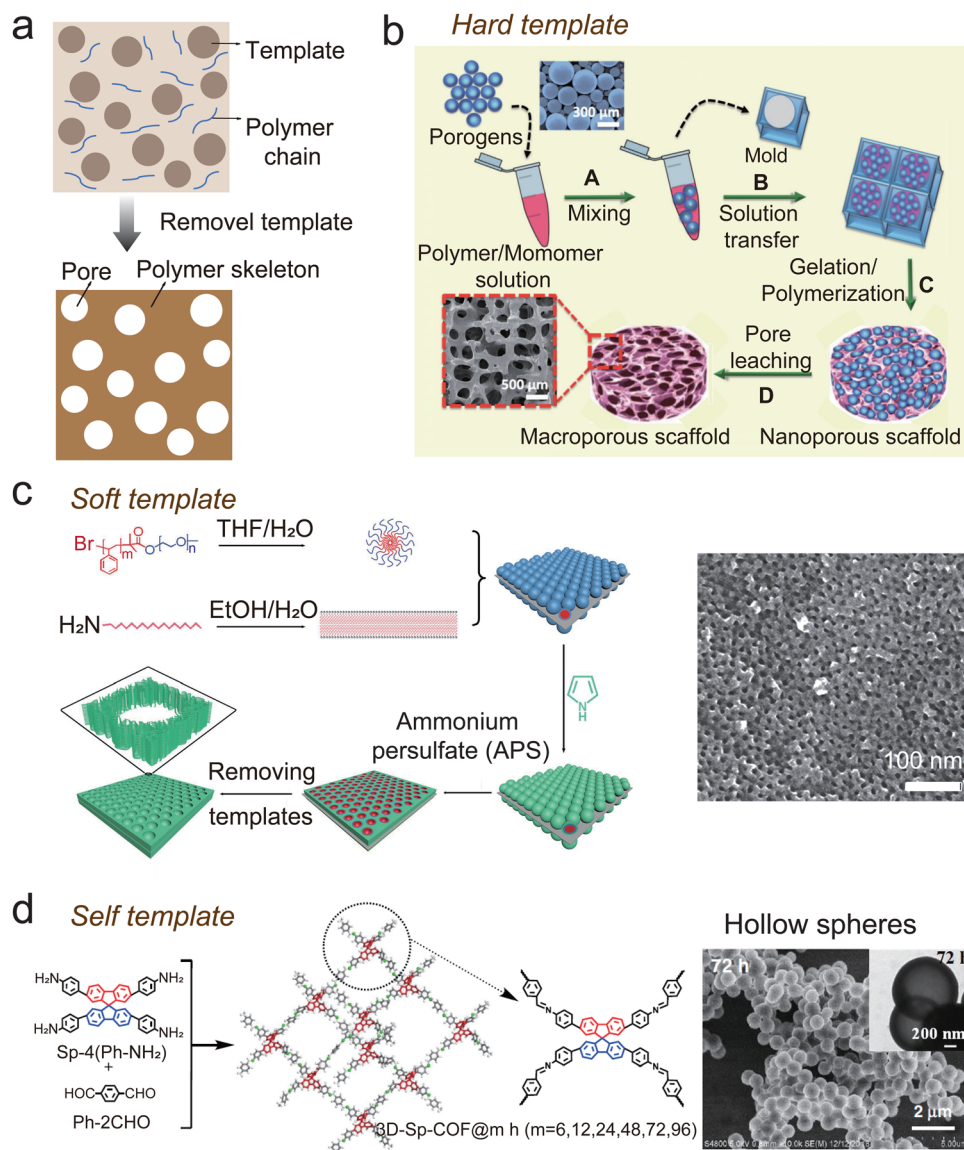 a
Template
Polymer
chain
Removel template
Pore
Polymer skeleton
b
Hard template
300 μm
Porogens
Mold
A
B
Mixing
Solution
transfer
Polymer/Momomer
solution
Gelation/
Polymerization
C
Pore
leaching
500 μm
D
Macroporous scaffold
Nanoporous scaffold
c
Soft template
Br
m
O
O
O
n
THF/H₂O
H₂N
EtOH/H₂O
N
H
Ammonium
persulfate (APS)
Removing
templates
100 nm
d
Self template
Hollow spheres
H₂N
NH₂
H₂N
NH₂
Sp-4(Ph-NH₂)
+
HOC
CHO
Ph-2CHO
N
N
N
N
3D-Sp-COF@m h (m=6,12,24,48,72,96)
72 h
72 h
200 nm
2 μm